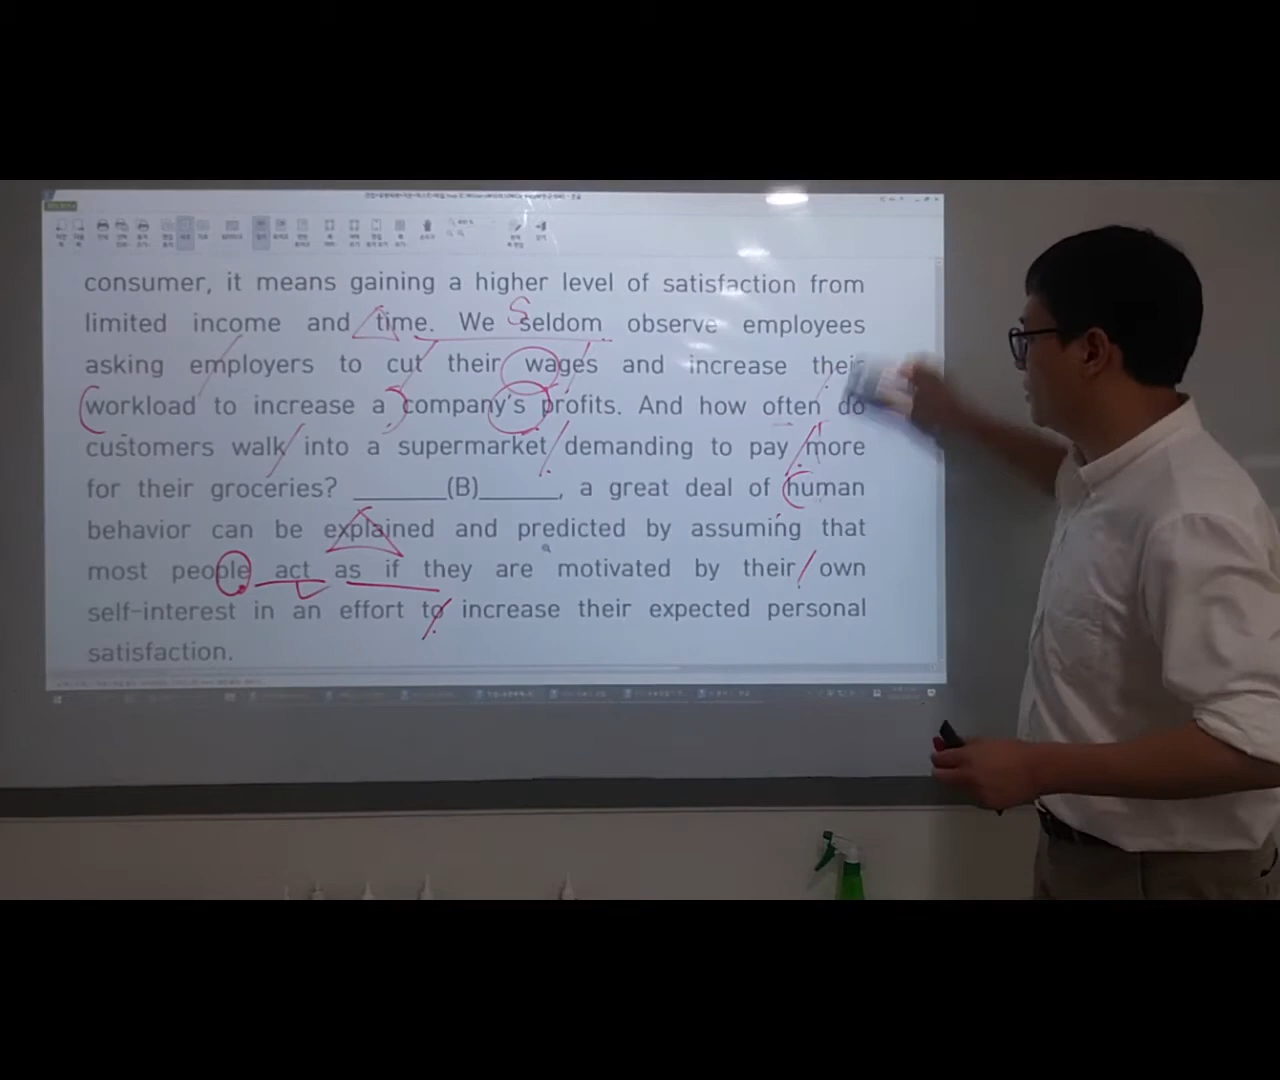 consumer, it means gaining a higher level of satisfaction from
limited income and time. We seldom observe employees
asking employers to cut their wages and increase their
workload to increase a company's profits. And how often do
customers walk into a supermarket demanding to pay more
for their groceries? ______(B)______, a great deal of human
behavior can be explained and predicted by assuming that
most people act as if they are motivated by their own
self-interest in an effort to increase their expected personal
satisfaction.